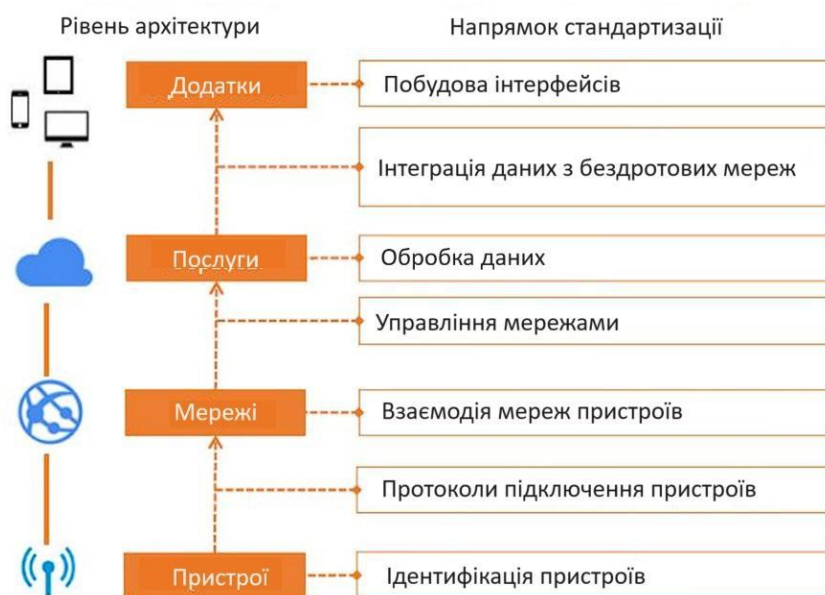 Рівень архітектури
Напрямок стандартизації
Додатки
Побудова інтерфейсів
Інтеграція даних з бездротових мереж
Послуги
Обробка даних
Управління мережами
Мережі
Взаємодія мереж пристроїв
Протоколи підключення пристроїв
Пристрої
Ідентифікація пристроїв